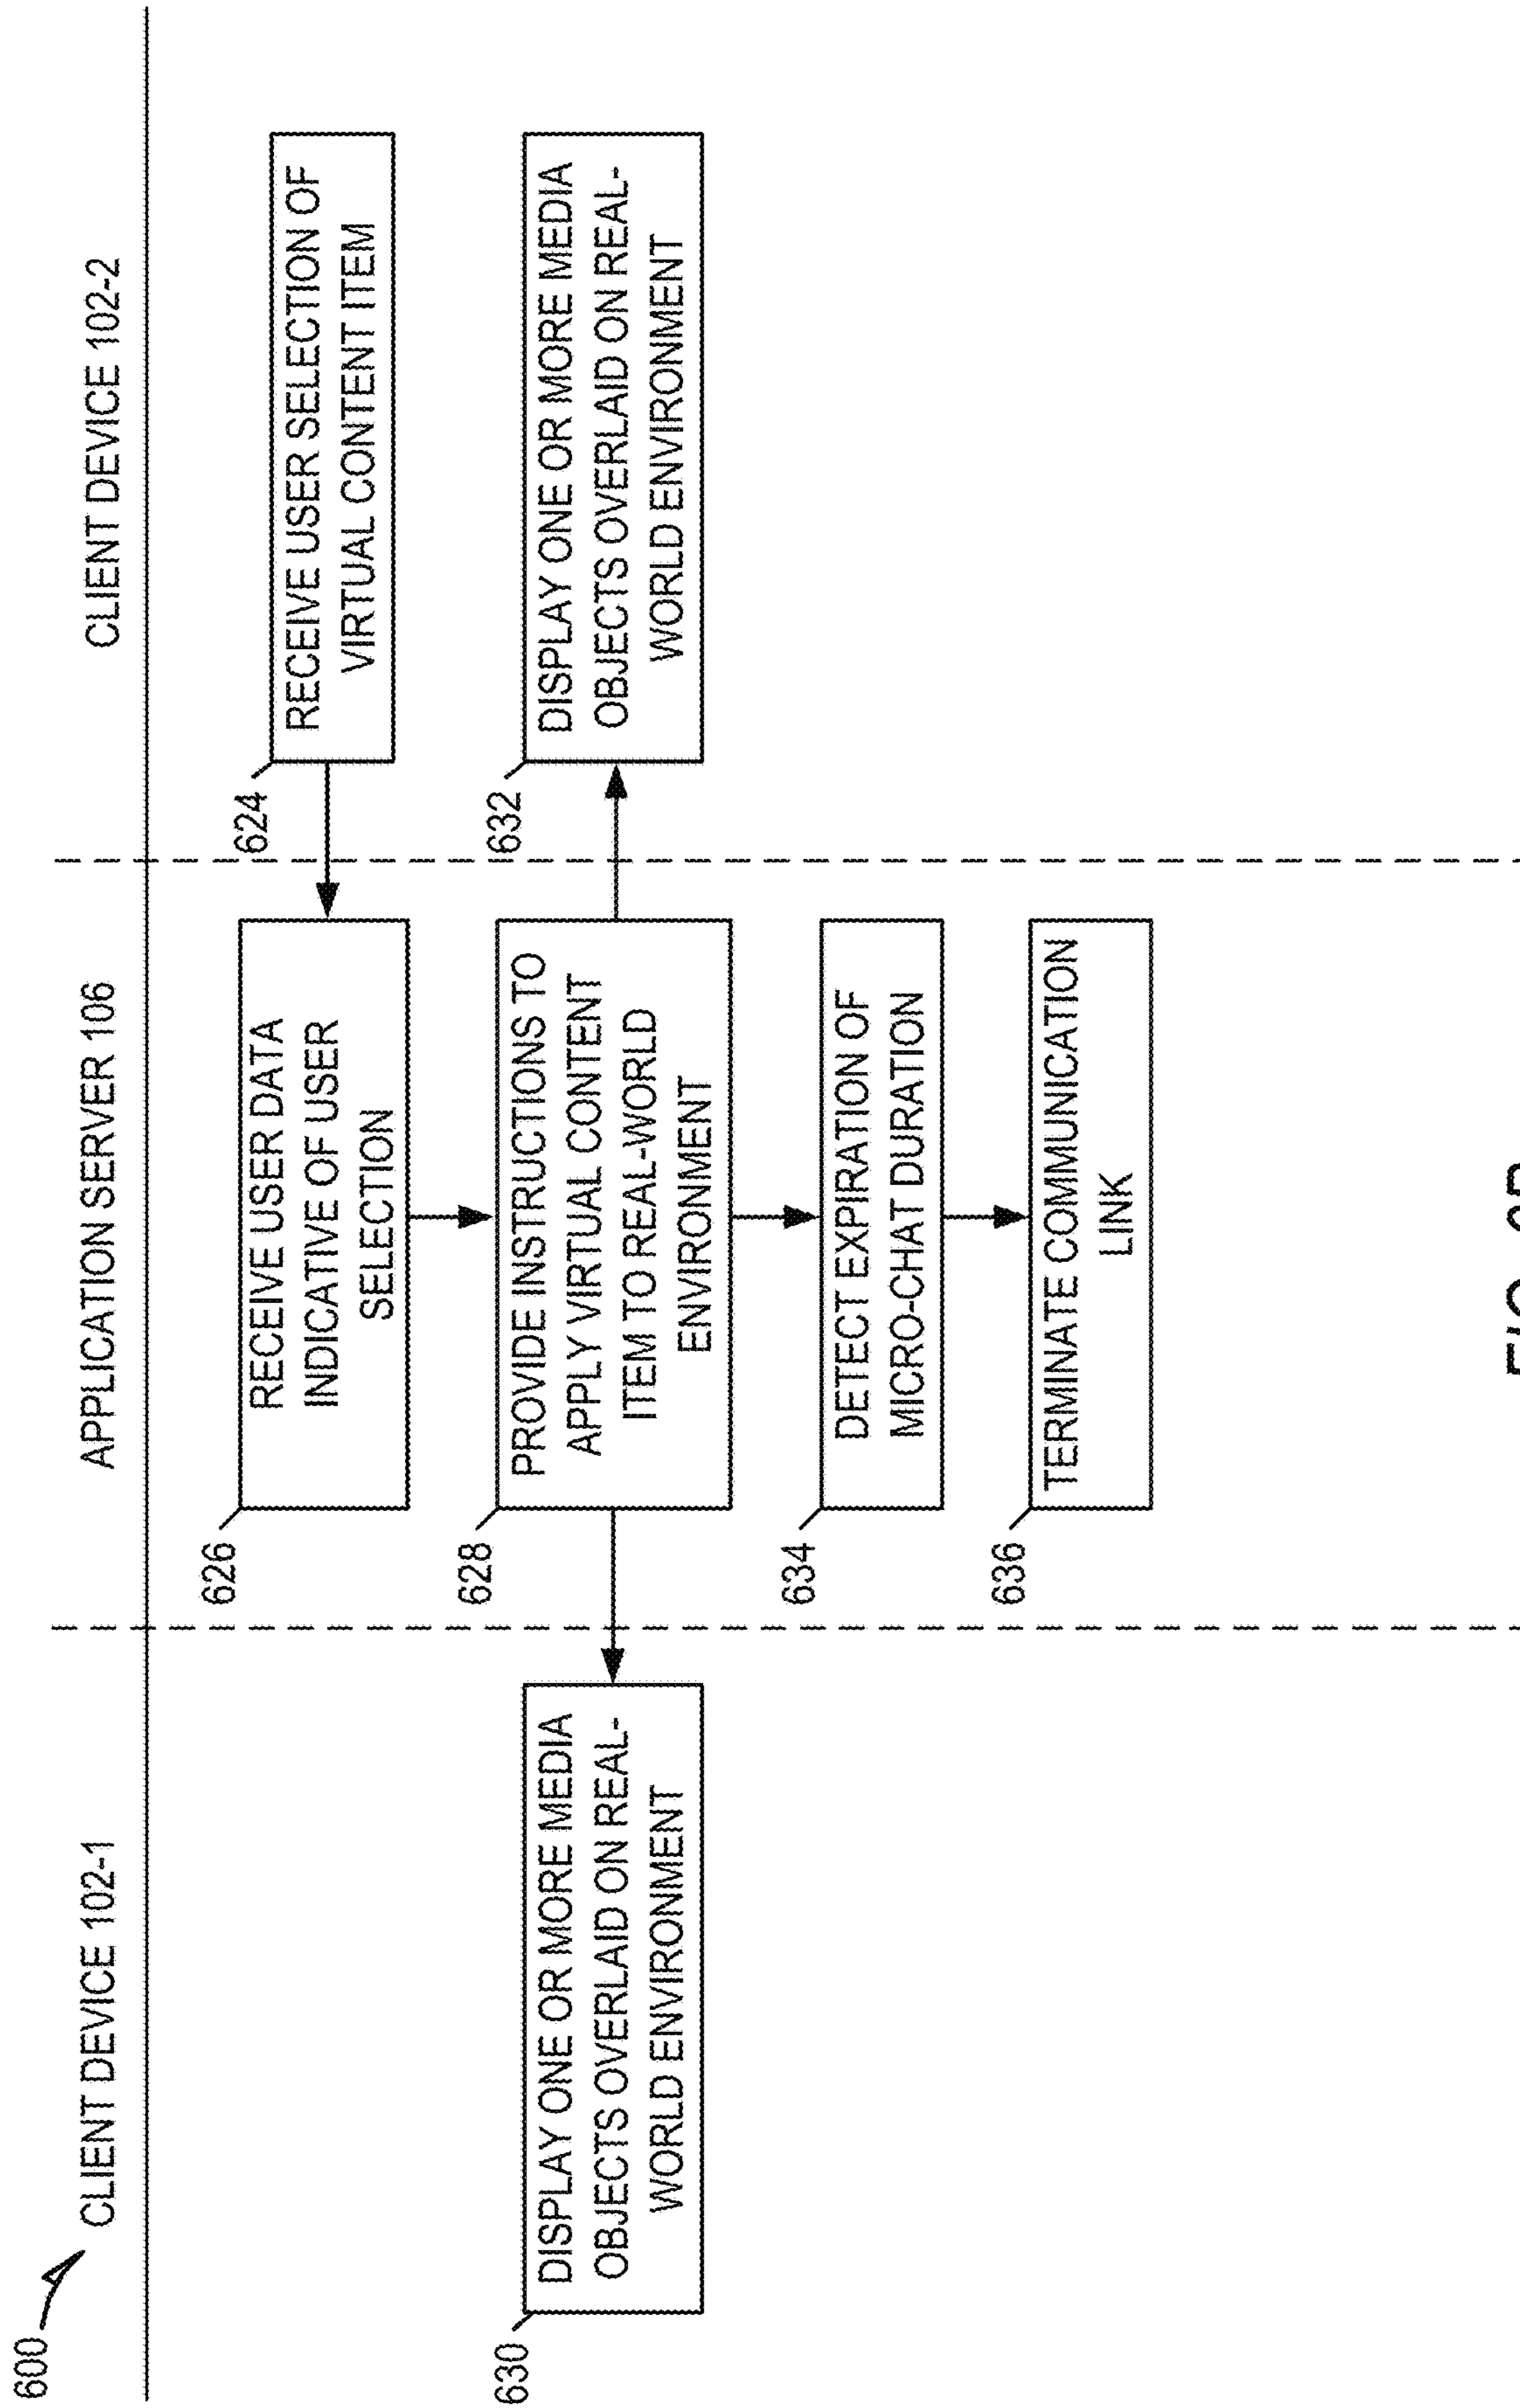 600
CLIENT DEVICE 102-1
APPLICATION SERVER 106
CLIENT DEVICE 102-2
624
RECEIVE USER SELECTION OF
VIRTUAL CONTENT ITEM
626
RECEIVE USER DATA
INDICATIVE OF USER
SELECTION
628
PROVIDE INSTRUCTIONS TO
APPLY VIRTUAL CONTENT
ITEM TO REAL-WORLD
ENVIRONMENT
630
DISPLAY ONE OR MORE MEDIA
OBJECTS OVERLAID ON REAL-
WORLD ENVIRONMENT
632
DISPLAY ONE OR MORE MEDIA
OBJECTS OVERLAID ON REAL-
WORLD ENVIRONMENT
634
DETECT EXPIRATION OF
MICRO-CHAT DURATION
636
TERMINATE COMMUNICATION
LINK